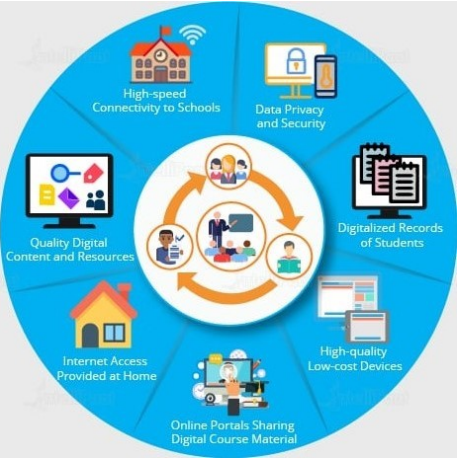 High-speed
Connectivity to Schools
Data Privacy
and Security
Digitalized Records
of Students
High-quality
Low-cost Devices
Online Portals Sharing
Digital Course Material
Internet Access
Provided at Home
Quality Digital
Content and Resources